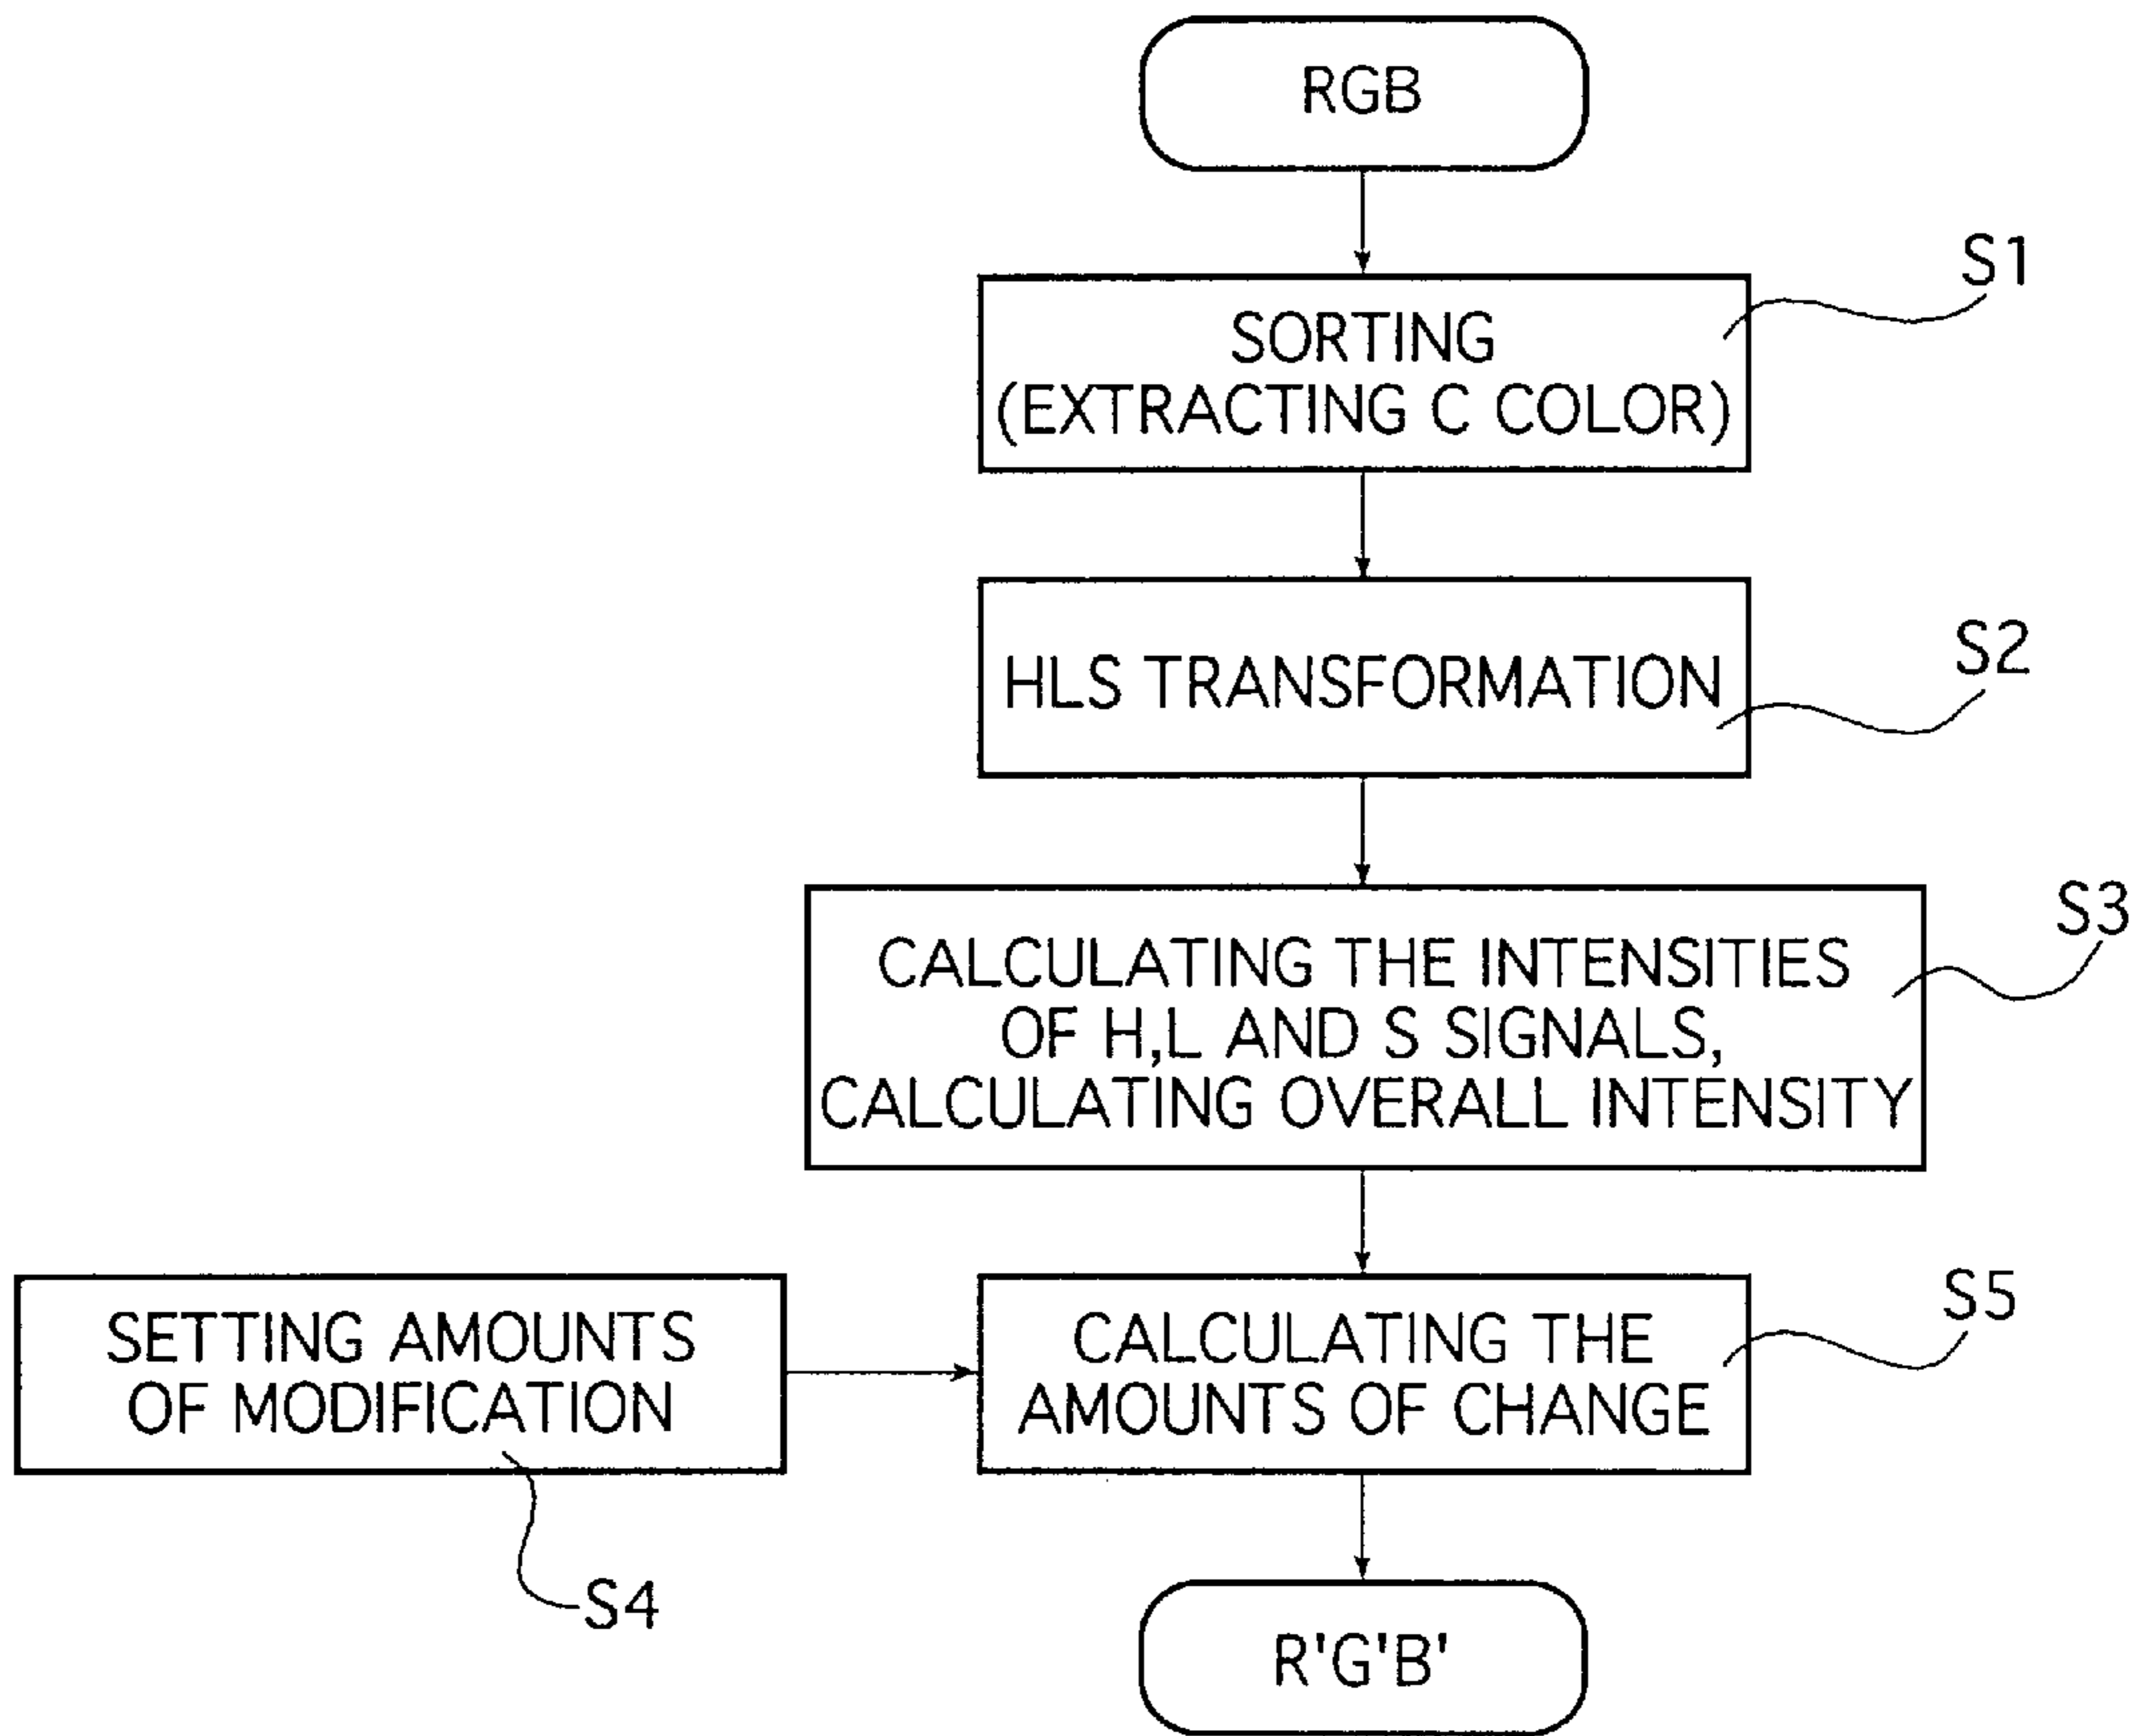 RGB
S1
SORTING
(EXTRACTING C COLOR)
S2
HLS TRANSFORMATION
S3
CALCULATING THE INTENSITIES
OF H,L AND S SIGNALS,
CALCULATING OVERALL INTENSITY
SETTING AMOUNTS
OF MODIFICATION
S4
S5
CALCULATING THE
AMOUNTS OF CHANGE
R'G'B'